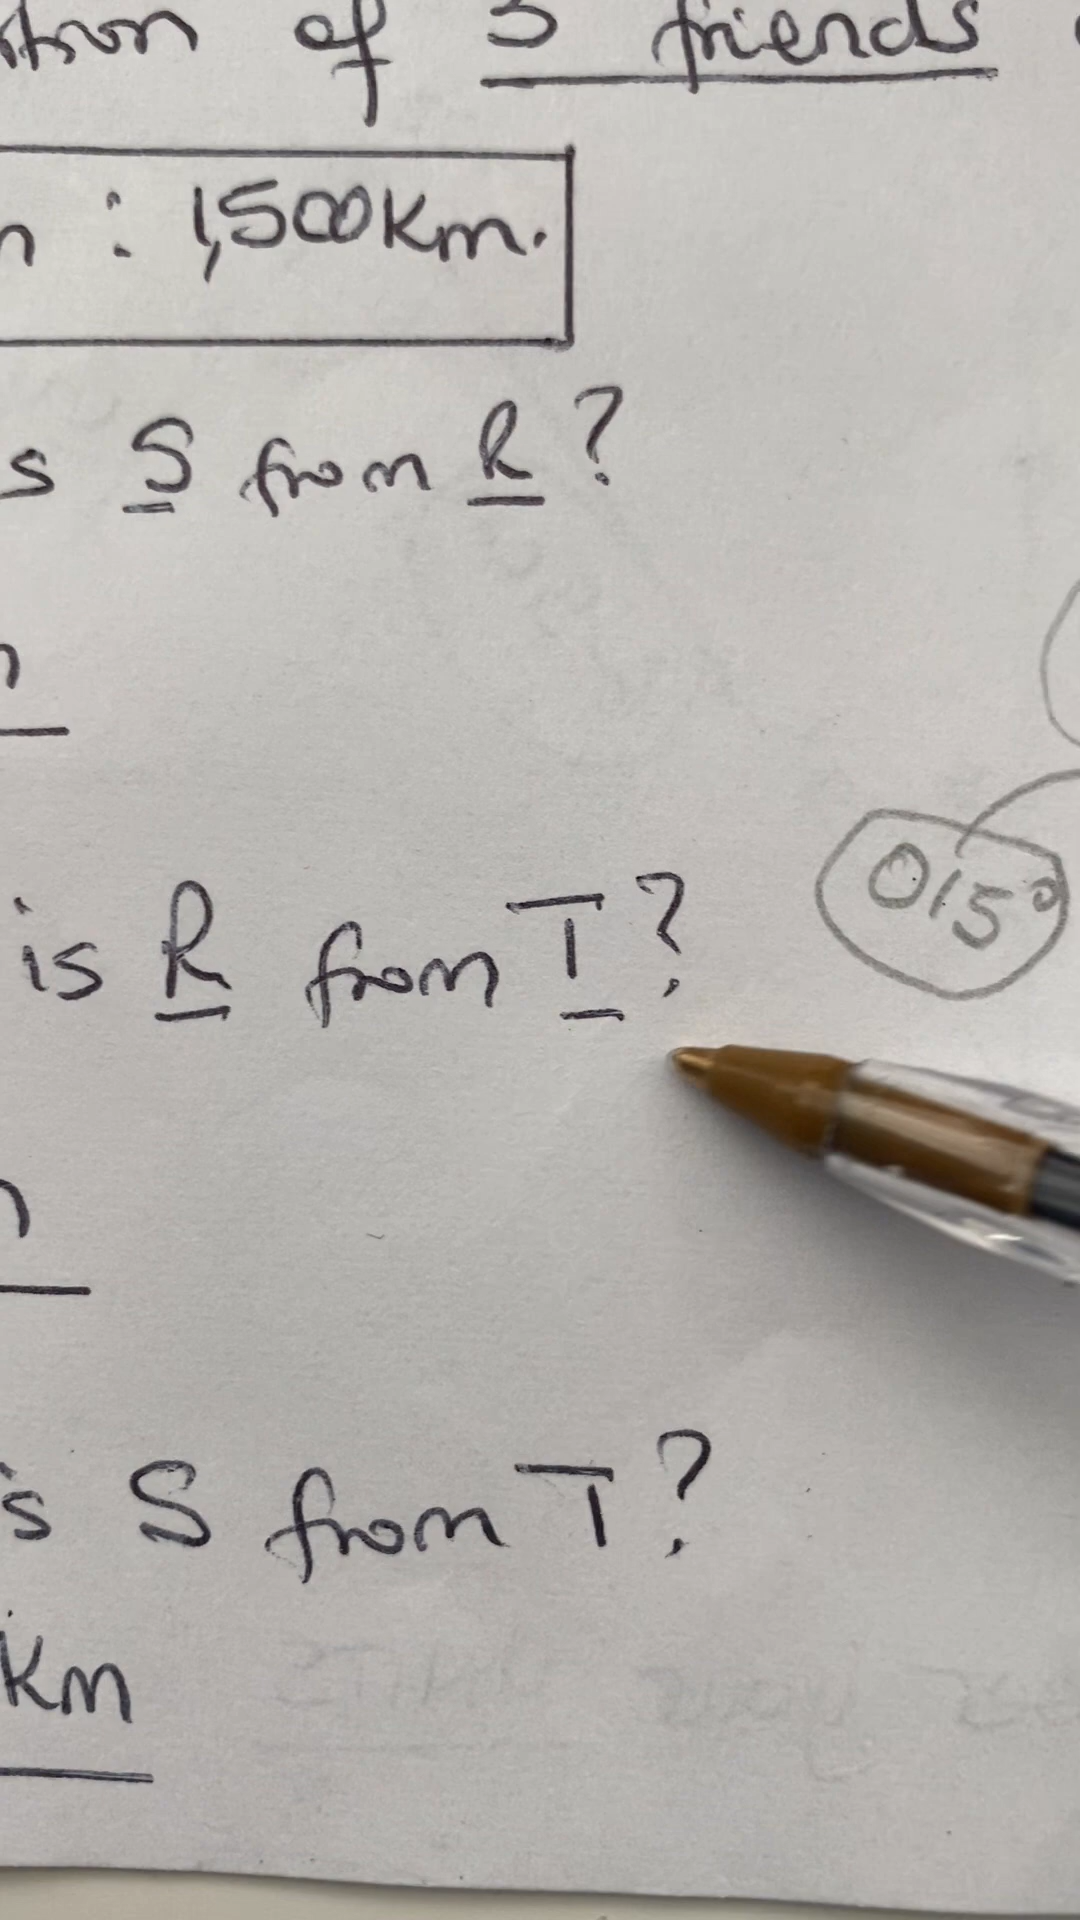 of 3 friends
: 1,500km.
s S from R?
is R from T?
015°
s S from T?
km